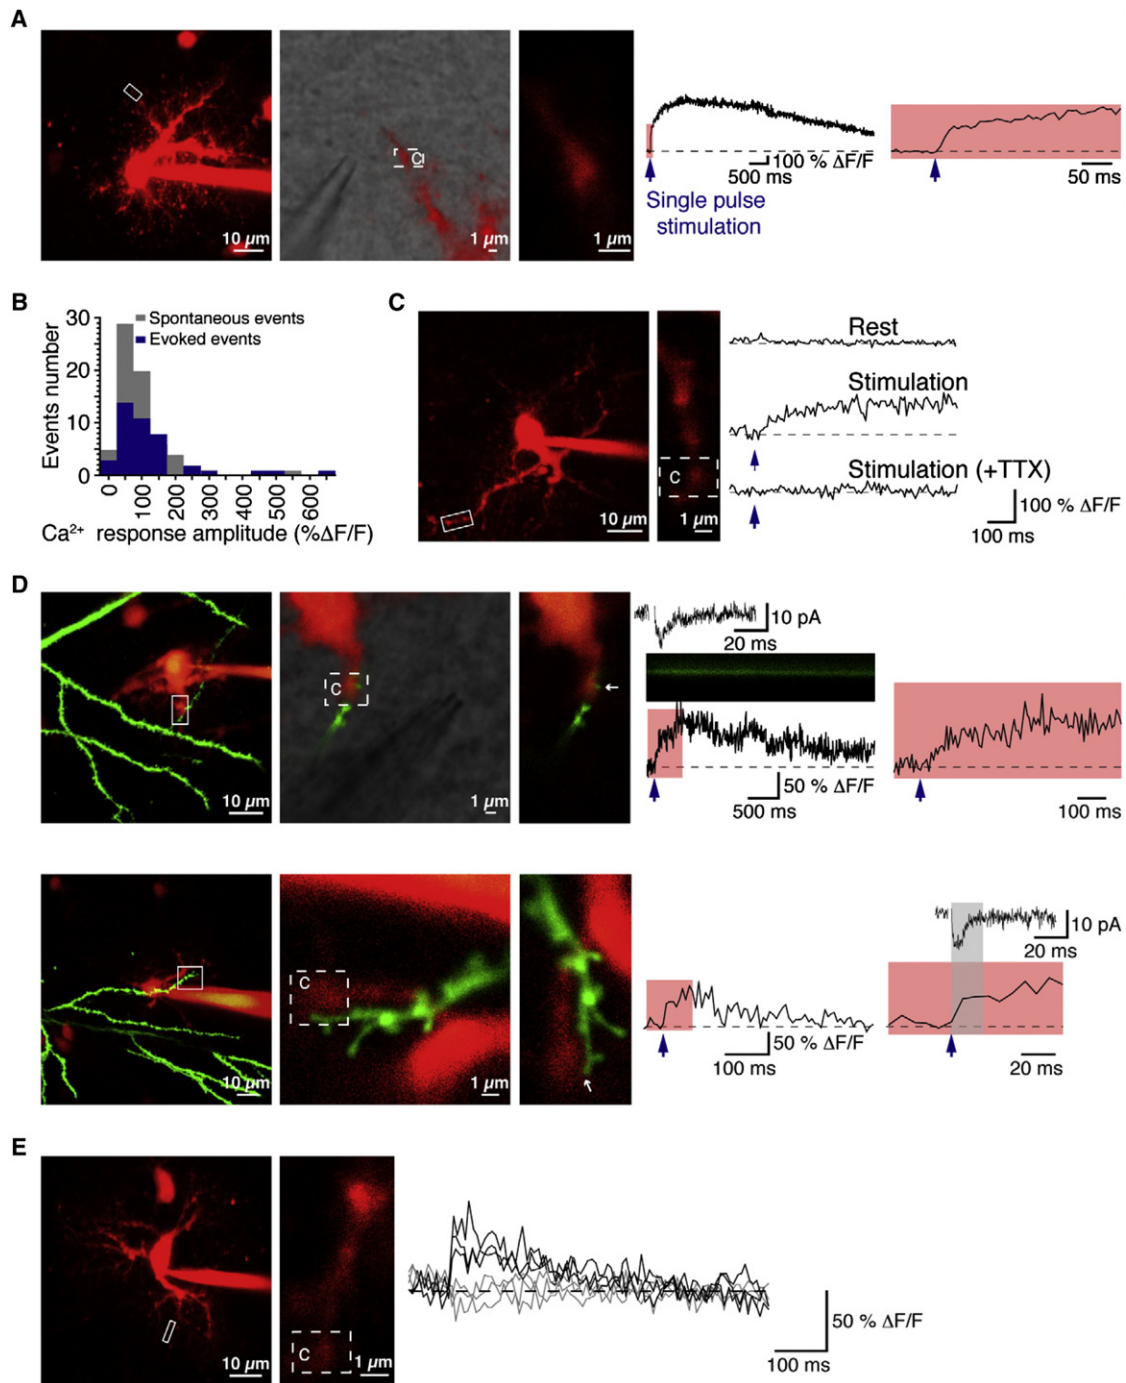 A
C
10 µm
1 µm
1 µm
100 % ΔF/F
500 ms
50 ms
Single pulse
stimulation
B
Events number
30
20
10
0
Spontaneous events
Evoked events
0
100
200
300
400
500
600
Ca²⁺ response amplitude (%ΔF/F)
C
C
10 µm
1 µm
Rest
Stimulation
Stimulation (+TTX)
100 % ΔF/F
100 ms
D
C
10 µm
1 µm
10 pA
20 ms
50 % ΔF/F
500 ms
100 ms
C
10 µm
1 µm
50 % ΔF/F
100 ms
10 pA
20 ms
20 ms
E
C
10 µm
1 µm
50 % ΔF/F
100 ms